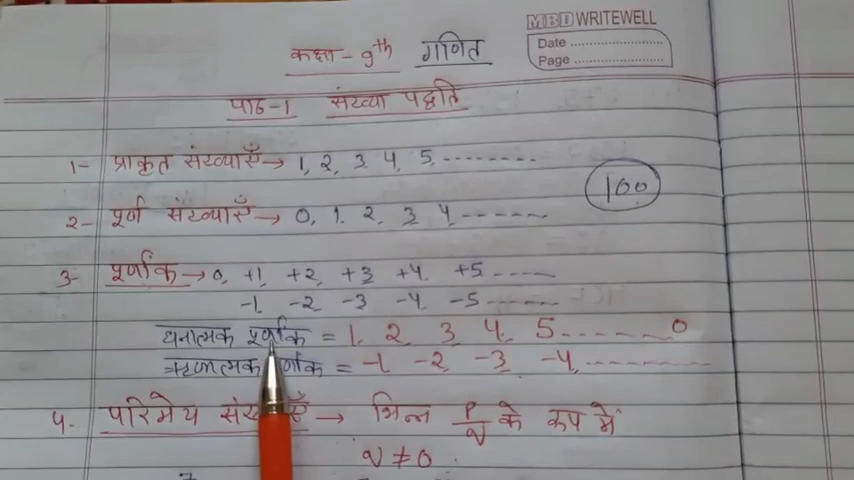 MBD WRITEWELL
Date ....................
Page ....................
कक्षा - 9th गणित
पाठ-1 संख्या पद्धति
1- प्राकृत संख्याएँ → 1, 2, 3, 4, 5, ---------
100
2- पूर्ण संख्याएँ → 0, 1, 2, 3, 4, --------
3- पूर्णांक → 0, +1, +2, +3, +4, +5 ------
-1, -2, -3, -4, -5 ------
धनात्मक पूर्णांक = 1, 2, 3, 4, 5 ------ 0
ऋणात्मक = -1, -2, -3, -4, ---------
4- परिमेय → भिन्न p/q के रूप में
q ≠ 0 .